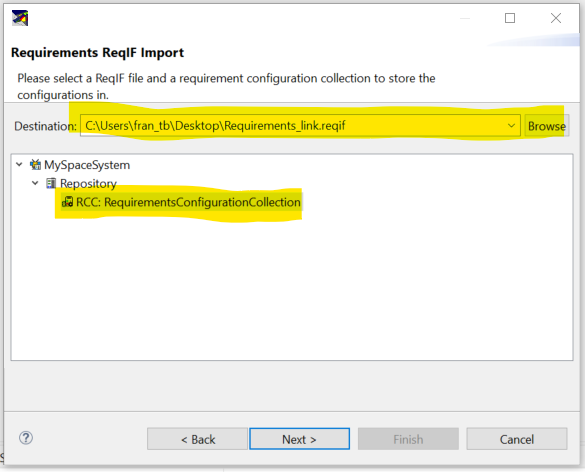 Requirements ReqIF Import
Please select a ReqIF file and a requirement configuration collection to store the
configurations in.
Destination: C:\Users\fran_tb\Desktop\Requirements_link.reqif Browse
MySpaceSystem
Repository
RCC: RequirementsConfigurationCollection
< Back Next > Finish Cancel